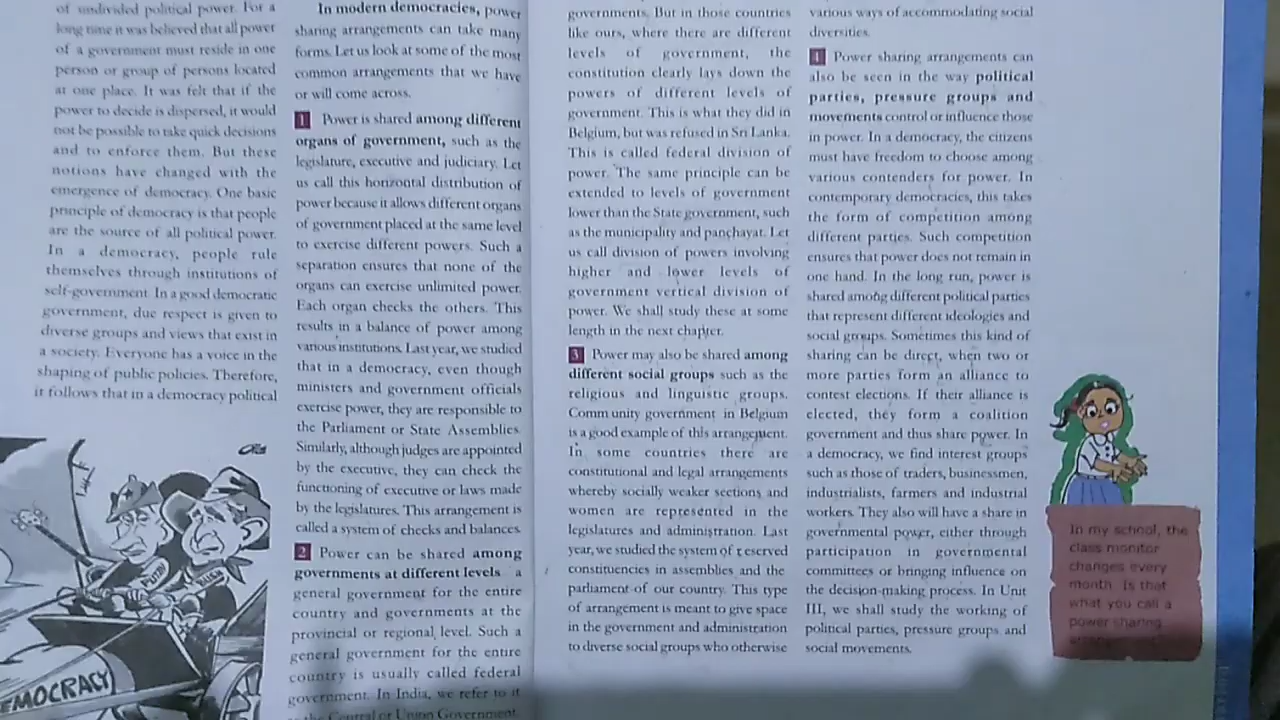 of undivided political power. For a
long time it was believed that all power
of a government must reside in one
person or group of persons located
at one place. It was felt that if the
power to decide is dispersed, it would
not be possible to take quick decisions
and to enforce them. But these
notions have changed with the
emergence of democracy. One basic
principle of democracy is that people
are the source of all political power.
In a democracy, people rule
themselves through institutions of
self-government. In a good democratic
government, due respect is given to
diverse groups and views that exist in
a society. Everyone has a voice in the
shaping of public policies. Therefore,
it follows that in a democracy political
PUTIN
BUSH
EMOCRACY
In modern democracies, power
sharing arrangements can take many
forms. Let us look at some of the most
common arrangements that we have
or will come across.
1 Power is shared among different
organs of government, such as the
legislature, executive and judiciary. Let
us call this horizontal distribution of
power because it allows different organs
of government placed at the same level
to exercise different powers. Such a
separation ensures that none of the
organs can exercise unlimited power.
Each organ checks the others. This
results in a balance of power among
various institutions. Last year, we studied
that in a democracy, even though
ministers and government officials
exercise power, they are responsible to
the Parliament or State Assemblies.
Similarly, although judges are appointed
by the executive, they can check the
functioning of executive or laws made
by the legislatures. This arrangement is
called a system of checks and balances.
2 Power can be shared among
governments at different levels a
general government for the entire
country and governments at the
provincial or regional level. Such a
general government for the entire
country is usually called federal
government. In India, we refer to it
the Central or Union Government.
governments. But in those countries
like ours, where there are different
levels of government, the
constitution clearly lays down the
powers of different levels of
government. This is what they did in
Belgium, but was refused in Sri Lanka.
This is called federal division of
power. The same principle can be
extended to levels of government
lower than the State government, such
as the municipality and panchayat. Let
us call division of powers involving
higher and lower levels of
government vertical division of
power. We shall study these at some
length in the next chapter.
3 Power may also be shared among
different social groups such as the
religious and linguistic groups.
Community government in Belgium
is a good example of this arrangement.
In some countries there are
constitutional and legal arrangements
whereby socially weaker sections and
women are represented in the
legislatures and administration. Last
year, we studied the system of reserved
constituencies in assemblies and the
parliament of our country. This type
of arrangement is meant to give space
in the government and administration
to diverse social groups who otherwise
various ways of accommodating social
diversities.
4 Power sharing arrangements can
also be seen in the way political
parties, pressure groups and
movements control or influence those
in power. In a democracy, the citizens
must have freedom to choose among
various contenders for power. In
contemporary democracies, this takes
the form of competition among
different parties. Such competition
ensures that power does not remain in
one hand. In the long run, power is
shared among different political parties
that represent different ideologies and
social groups. Sometimes this kind of
sharing can be direct, when two or
more parties form an alliance to
contest elections. If their alliance is
elected, they form a coalition
government and thus share power. In
a democracy, we find interest groups
such as those of traders, businessmen,
industrialists, farmers and industrial
workers. They also will have a share in
governmental power, either through
participation in governmental
committees or bringing influence on
the decision-making process. In Unit
III, we shall study the working of
political parties, pressure groups and
social movements.
In my school, the
class monitor
changes every
month. Is that
what you call a
power sharing